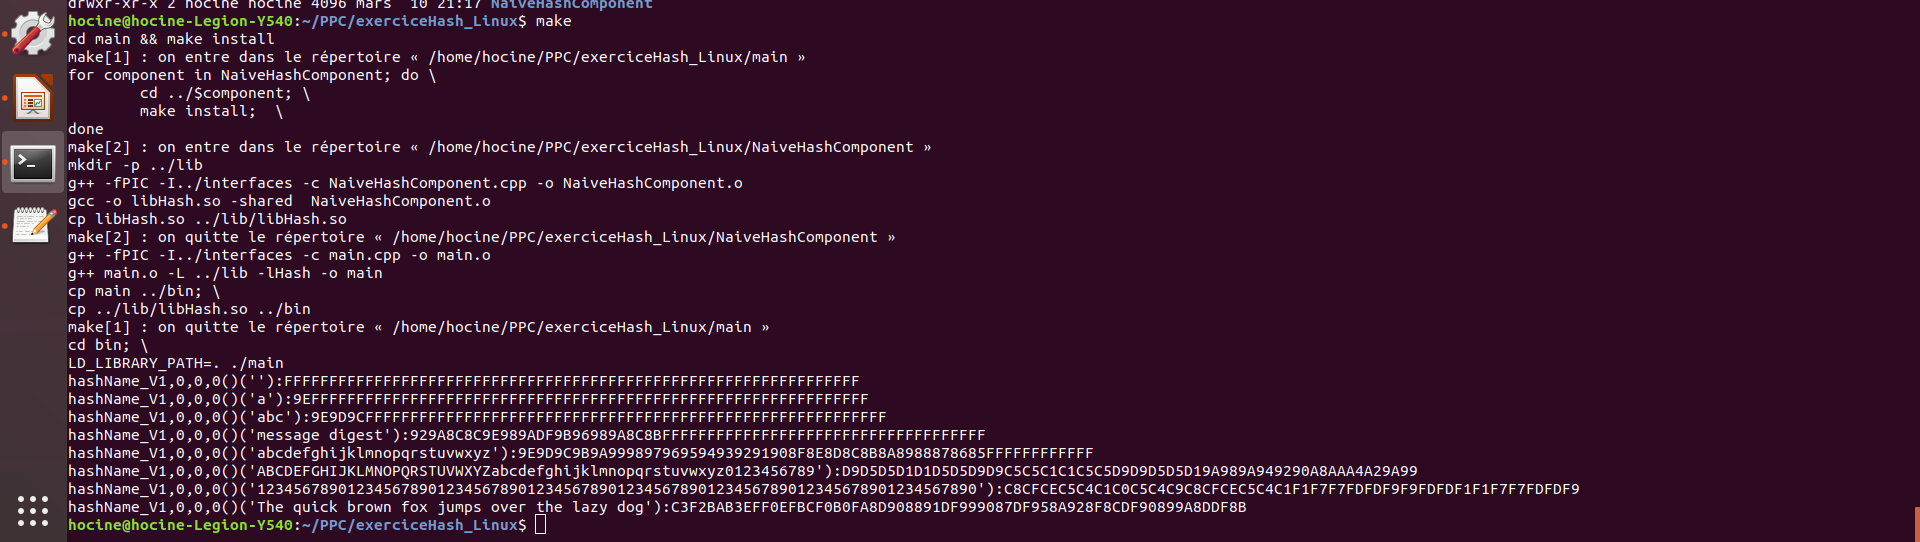 drwxr-xr-x 2 hocine hocine 4096 mars  10 21:17 NaiveHashComponent
hocine@hocine-Legion-Y540:~/PPC/exerciceHash_Linux$ make
cd main && make install
make[1] : on entre dans le répertoire « /home/hocine/PPC/exerciceHash_Linux/main »
for component in NaiveHashComponent; do \
        cd ../$component; \
        make install;  \
done
make[2] : on entre dans le répertoire « /home/hocine/PPC/exerciceHash_Linux/NaiveHashComponent »
mkdir -p ../lib
g++ -fPIC -I../interfaces -c NaiveHashComponent.cpp -o NaiveHashComponent.o
gcc -o libHash.so -shared  NaiveHashComponent.o
cp libHash.so ../lib/libHash.so
make[2] : on quitte le répertoire « /home/hocine/PPC/exerciceHash_Linux/NaiveHashComponent »
g++ -fPIC -I../interfaces -c main.cpp -o main.o
g++ main.o -L ../lib -lHash -o main
cp main ../bin; \
cp ../lib/libHash.so ../bin
make[1] : on quitte le répertoire « /home/hocine/PPC/exerciceHash_Linux/main »
cd bin; \
LD_LIBRARY_PATH=. ./main
hashName_V1,0,0,0()(''):FFFFFFFFFFFFFFFFFFFFFFFFFFFFFFFFFFFFFFFFFFFFFFFFFFFFFFFFFFFFFFFF
hashName_V1,0,0,0()('a'):9EFFFFFFFFFFFFFFFFFFFFFFFFFFFFFFFFFFFFFFFFFFFFFFFFFFFFFFFFFFFFFF
hashName_V1,0,0,0()('abc'):9E9D9CFFFFFFFFFFFFFFFFFFFFFFFFFFFFFFFFFFFFFFFFFFFFFFFFFFFFFFFFFF
hashName_V1,0,0,0()('message digest'):929A8C8C9E989ADF9B96989A8C8BFFFFFFFFFFFFFFFFFFFFFFFFFFFFFFFFFFFF
hashName_V1,0,0,0()('abcdefghijklmnopqrstuvwxyz'):9E9D9C9B9A999897969594939291908F8E8D8C8B8A8988878685FFFFFFFFFFFF
hashName_V1,0,0,0()('ABCDEFGHIJKLMNOPQRSTUVWXYZabcdefghijklmnopqrstuvwxyz0123456789'):D9D5D5D1D1D5D5D9D9C5C5C1C1C5C5D9D9D5D5D19A989A949290A8AAA4A29A99
hashName_V1,0,0,0()('12345678901234567890123456789012345678901234567890123456789012345678901234567890'):C8CFCEC5C4C1C0C5C4C9C8CFCEC5C4C1F1F7F7FDFDF9F9FDFDF1F1F7F7FDFDF9
hashName_V1,0,0,0()('The quick brown fox jumps over the lazy dog'):C3F2BAB3EFF0EFBCF0B0FA8D908891DF999087DF958A928F8CDF90899A8DDF8B
hocine@hocine-Legion-Y540:~/PPC/exerciceHash_Linux$